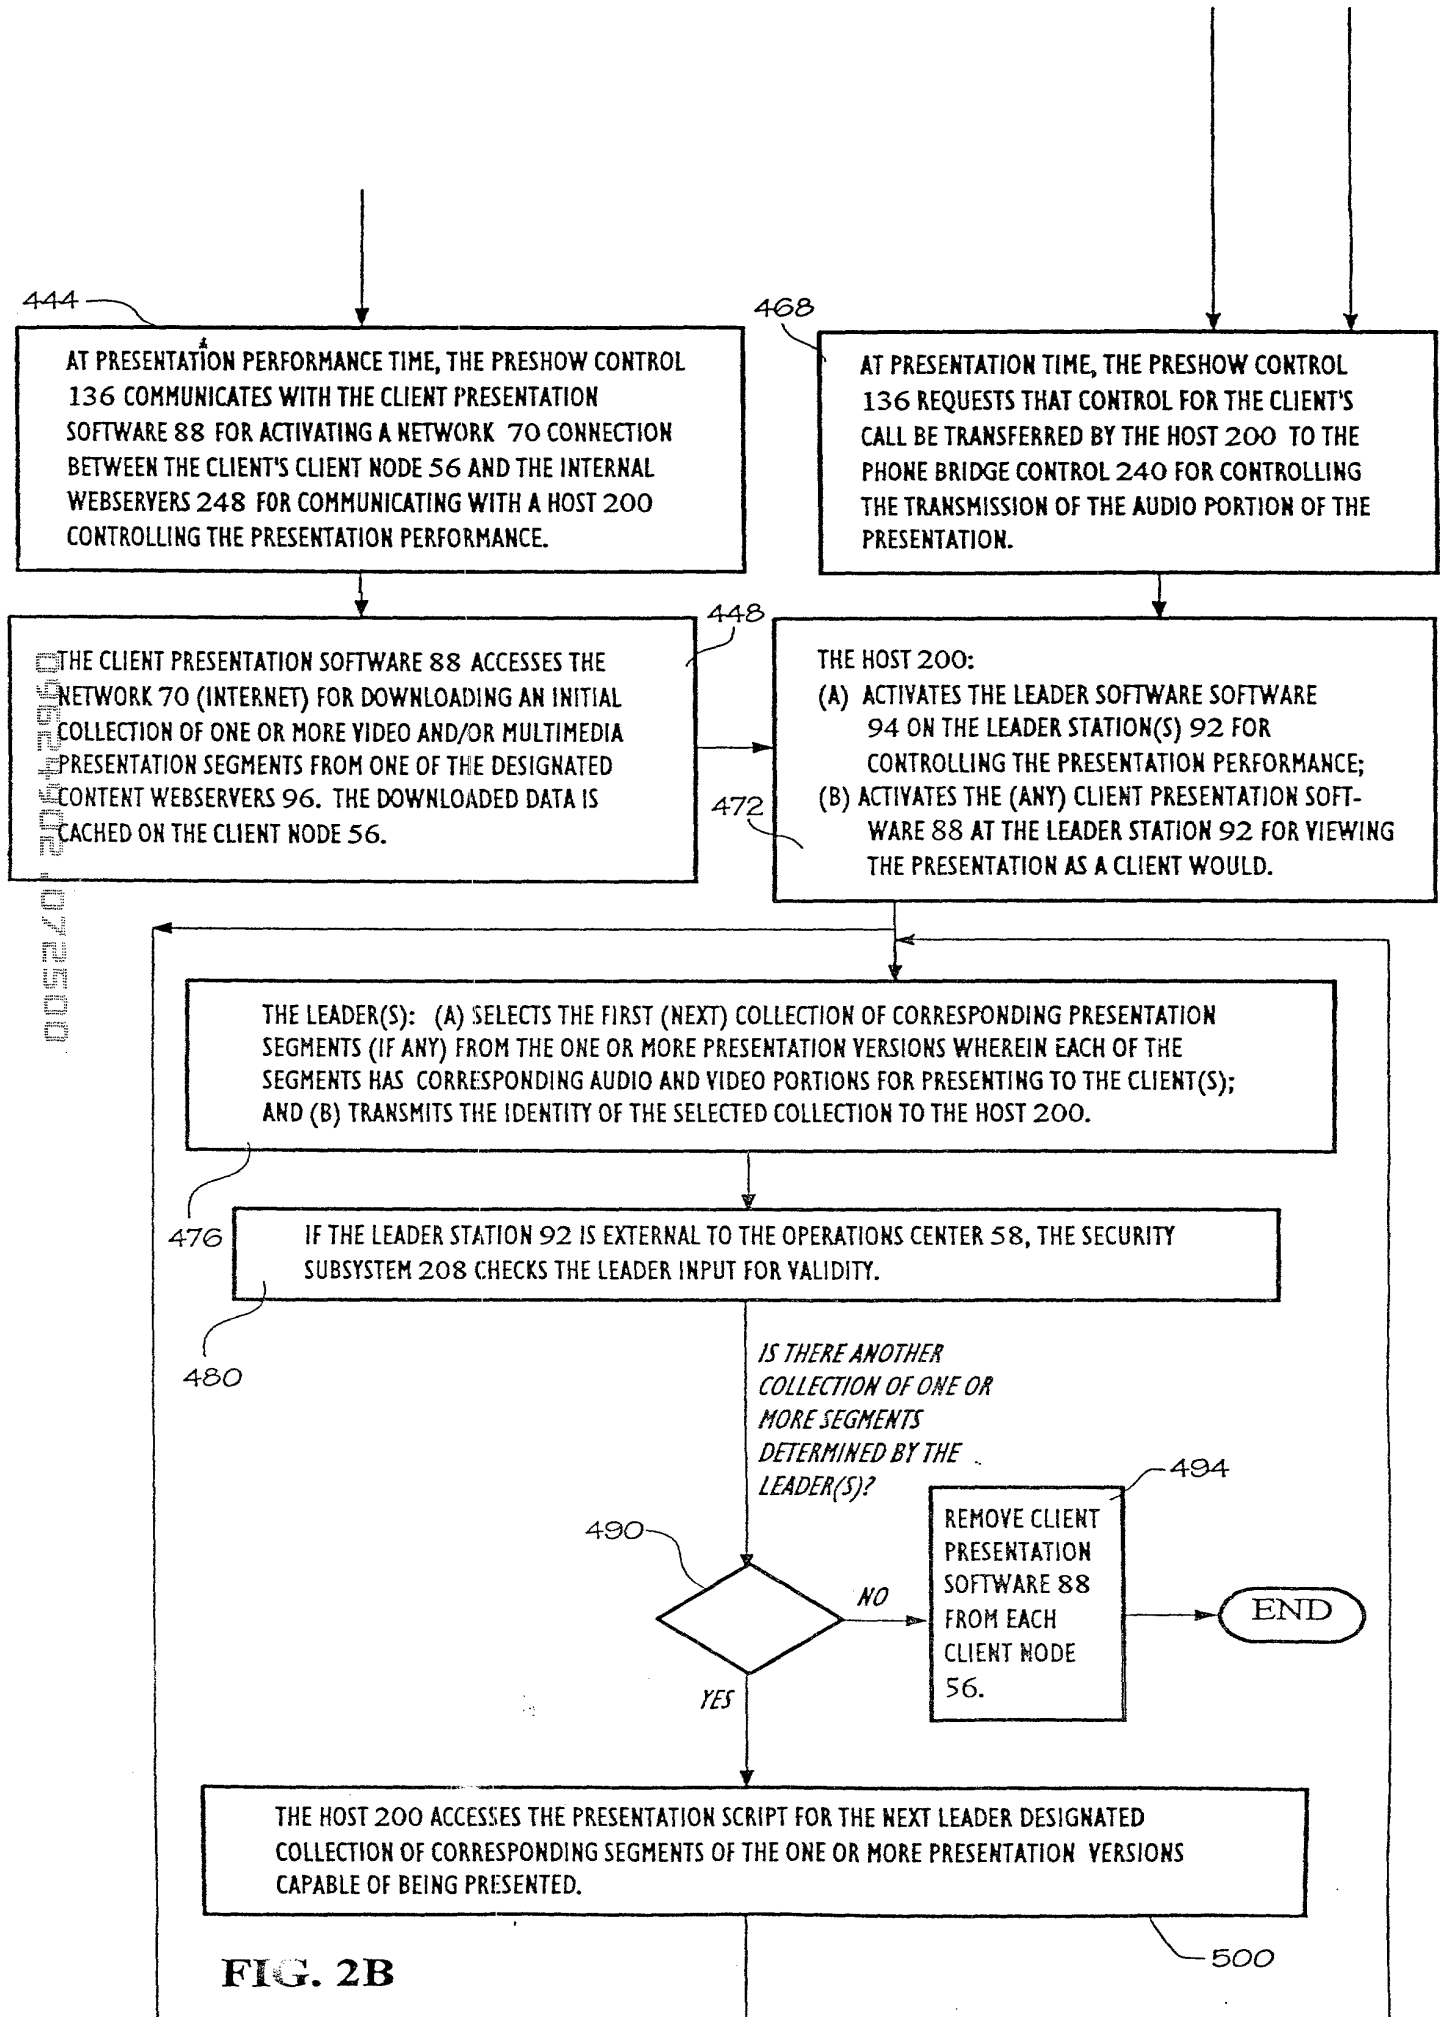 444
AT PRESENTATION PERFORMANCE TIME, THE PRESHOW CONTROL
136 COMMUNICATES WITH THE CLIENT PRESENTATION
SOFTWARE 88 FOR ACTIVATING A NETWORK 70 CONNECTION
BETWEEN THE CLIENT'S CLIENT NODE 56 AND THE INTERNAL
WEBSERVERS 248 FOR COMMUNICATING WITH A HOST 200
CONTROLLING THE PRESENTATION PERFORMANCE.
468
AT PRESENTATION TIME, THE PRESHOW CONTROL
136 REQUESTS THAT CONTROL FOR THE CLIENT'S
CALL BE TRANSFERRED BY THE HOST 200 TO THE
PHONE BRIDGE CONTROL 240 FOR CONTROLLING
THE TRANSMISSION OF THE AUDIO PORTION OF THE
PRESENTATION.
448
THE CLIENT PRESENTATION SOFTWARE 88 ACCESSES THE
NETWORK 70 (INTERNET) FOR DOWNLOADING AN INITIAL
COLLECTION OF ONE OR MORE VIDEO AND/OR MULTIMEDIA
PRESENTATION SEGMENTS FROM ONE OF THE DESIGNATED
CONTENT WEBSERVERS 96. THE DOWNLOADED DATA IS
CACHED ON THE CLIENT NODE 56.
472
THE HOST 200:
(A) ACTIVATES THE LEADER SOFTWARE SOFTWARE
94 ON THE LEADER STATION(S) 92 FOR
CONTROLLING THE PRESENTATION PERFORMANCE;
(B) ACTIVATES THE (ANY) CLIENT PRESENTATION SOFT-
WARE 88 AT THE LEADER STATION 92 FOR VIEWING
THE PRESENTATION AS A CLIENT WOULD.
09624902 . 072500
THE LEADER(S): (A) SELECTS THE FIRST (NEXT) COLLECTION OF CORRESPONDING PRESENTATION
SEGMENTS (IF ANY) FROM THE ONE OR MORE PRESENTATION VERSIONS WHEREIN EACH OF THE
SEGMENTS HAS CORRESPONDING AUDIO AND VIDEO PORTIONS FOR PRESENTING TO THE CLIENT(S);
AND (B) TRANSMITS THE IDENTITY OF THE SELECTED COLLECTION TO THE HOST 200.
476
IF THE LEADER STATION 92 IS EXTERNAL TO THE OPERATIONS CENTER 58, THE SECURITY
SUBSYSTEM 208 CHECKS THE LEADER INPUT FOR VALIDITY.
480
IS THERE ANOTHER
COLLECTION OF ONE OR
MORE SEGMENTS
DETERMINED BY THE
LEADER(S)?
490
NO
494
REMOVE CLIENT
PRESENTATION
SOFTWARE 88
FROM EACH
CLIENT NODE
56.
END
YES
THE HOST 200 ACCESSES THE PRESENTATION SCRIPT FOR THE NEXT LEADER DESIGNATED
COLLECTION OF CORRESPONDING SEGMENTS OF THE ONE OR MORE PRESENTATION VERSIONS
CAPABLE OF BEING PRESENTED.
500
FIG. 2B